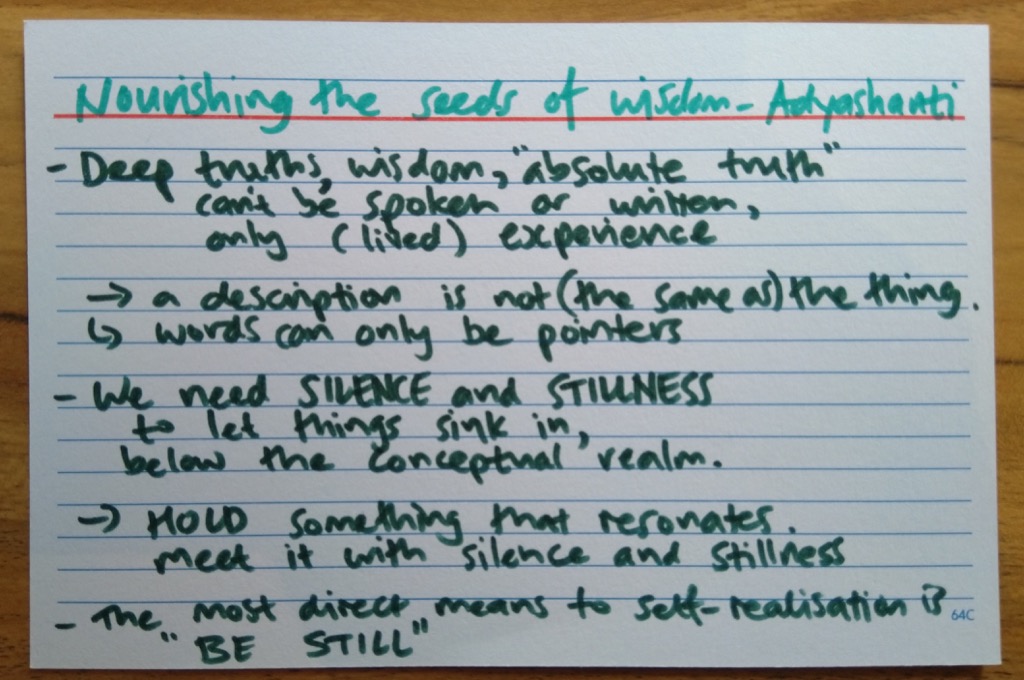 Nourishing the seeds of wisdom - Adyashanti
- Deep truths, wisdom, "absolute truth"
can't be spoken or written,
only (lived) experience
→ a description is not (the same as) the thing.
↳ words can only be pointers
- We need SILENCE and STILLNESS
to let things sink in,
below the conceptual realm.
→ HOLD something that resonates.
meet it with silence and stillness
- The most direct means to self-realisation is
"BE STILL"
64C